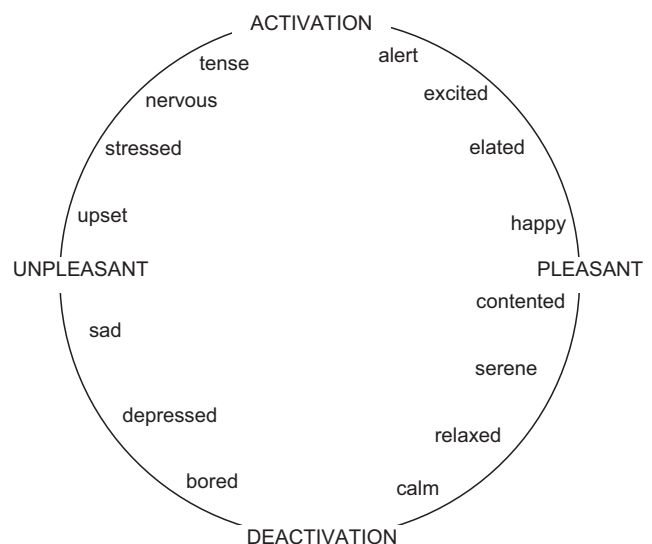 ACTIVATION
tense
alert
nervous
excited
stressed
elated
upset
happy
UNPLEASANT
PLEASANT
contented
sad
serene
depressed
relaxed
bored
calm
DEACTIVATION